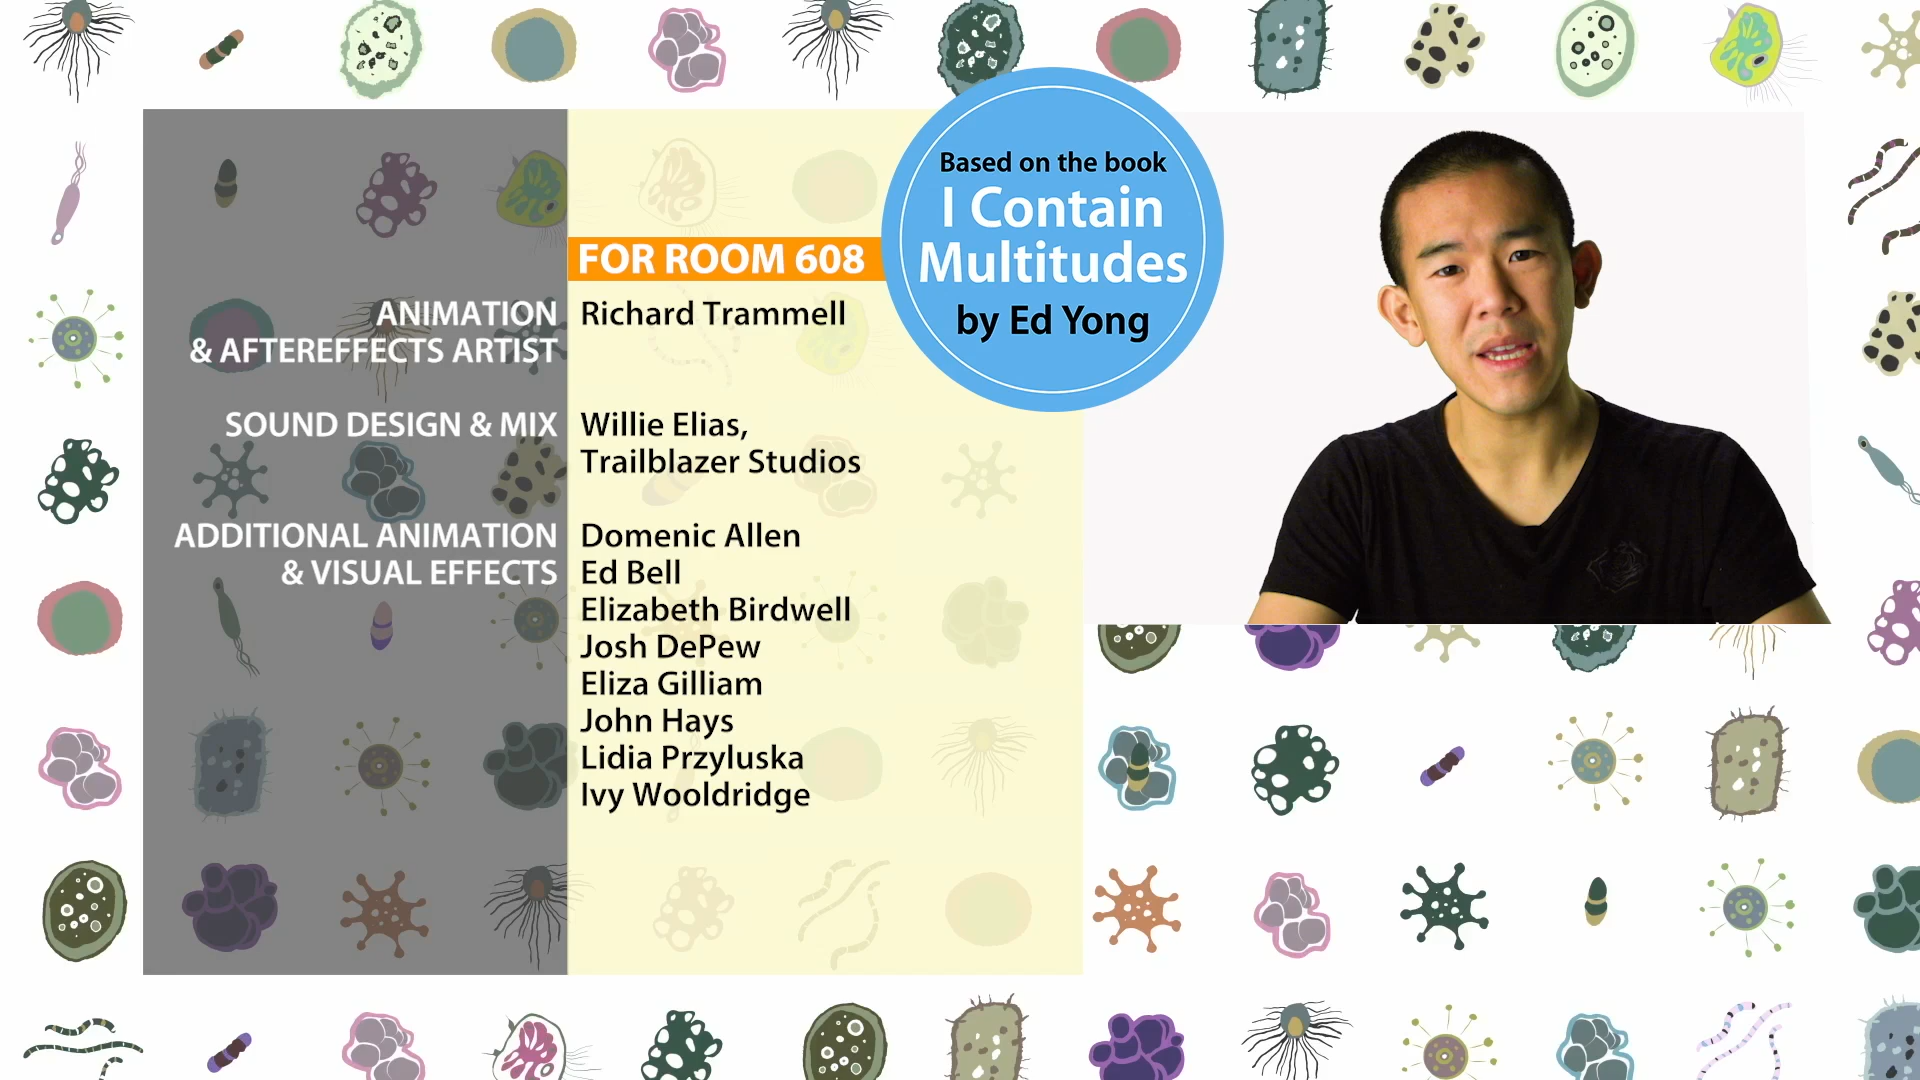 Based on the book
I Contain
Multitudes
by Ed Yong
FOR ROOM 608
ANIMATION
& AFTEREFFECTS ARTIST
Richard Trammell
SOUND DESIGN & MIX
Willie Elias,
Trailblazer Studios
ADDITIONAL ANIMATION
& VISUAL EFFECTS
Domenic Allen
Ed Bell
Elizabeth Birdwell
Josh DePew
Eliza Gilliam
John Hays
Lidia Przyluska
Ivy Wooldridge